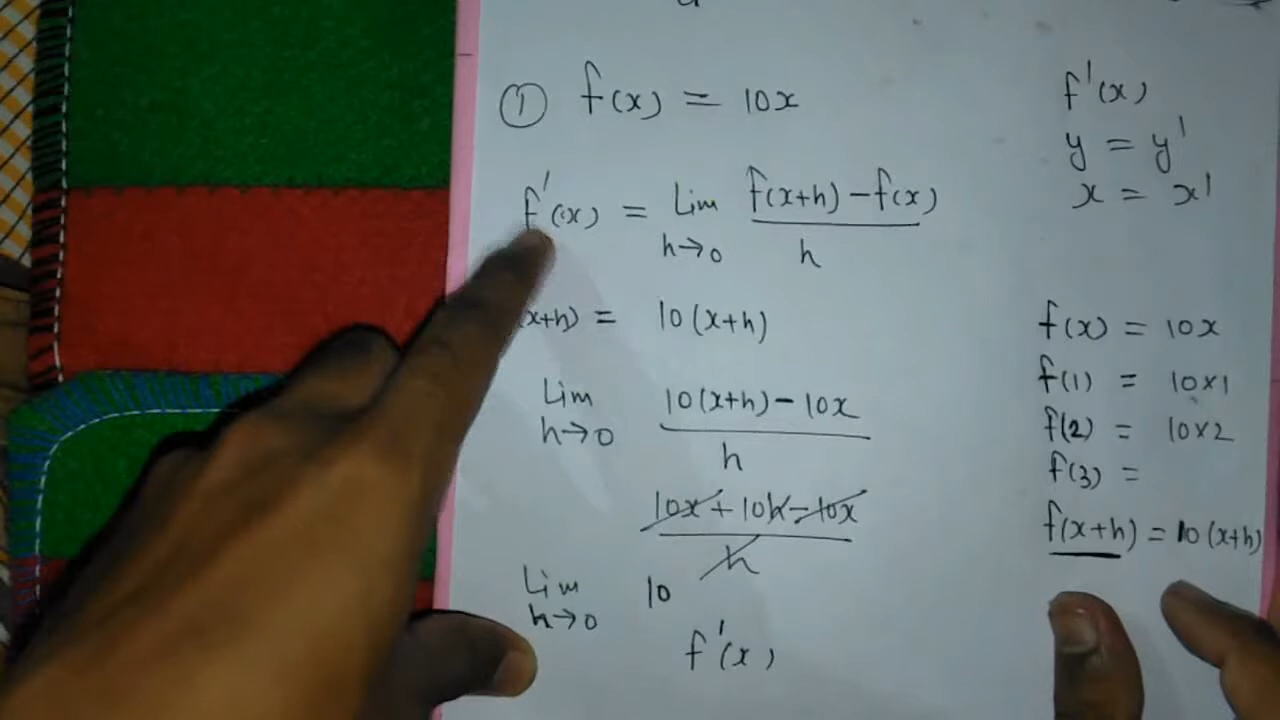 ① f(x) = 10x
f'(x) = Lim h→0 f(x+h) - f(x) / h
(x+h) = 10(x+h)
Lim h→0 10(x+h) - 10x / h
10x + 10h - 10x / h
Lim h→0 10
f'(x)
f'(x)
y = y'
x = x'
f(x) = 10x
f(1) = 10×1
f(2) = 10×2
f(3) =
f(x+h) = 10(x+h)